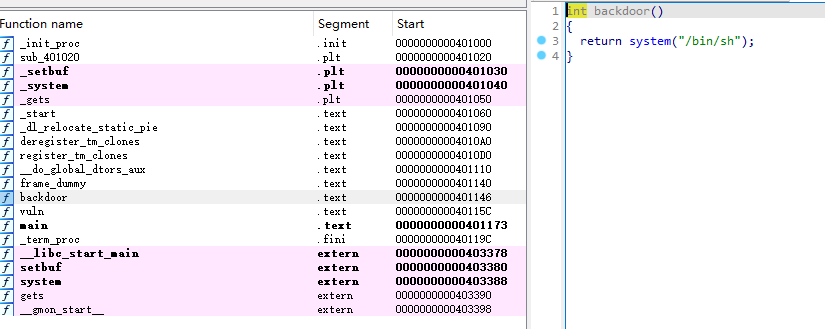 Function name Segment Start
f _init_proc .init 0000000000401000
f sub_401020 .plt 0000000000401020
f _setbuf .plt 0000000000401030
f _system .plt 0000000000401040
f _gets .plt 0000000000401050
f _start .text 0000000000401060
f _dl_relocate_static_pie .text 0000000000401090
f deregister_tm_clones .text 00000000004010A0
f register_tm_clones .text 00000000004010D0
f __do_global_dtors_aux .text 0000000000401110
f frame_dummy .text 0000000000401140
f backdoor .text 0000000000401146
f vuln .text 000000000040115C
f main .text 0000000000401173
f _term_proc .fini 000000000040119C
f __libc_start_main extern 0000000000403378
f setbuf extern 0000000000403380
f system extern 0000000000403388
f gets extern 0000000000403390
f __gmon_start__ extern 0000000000403398
1 int backdoor()
2 {
3 return system("/bin/sh");
4 }